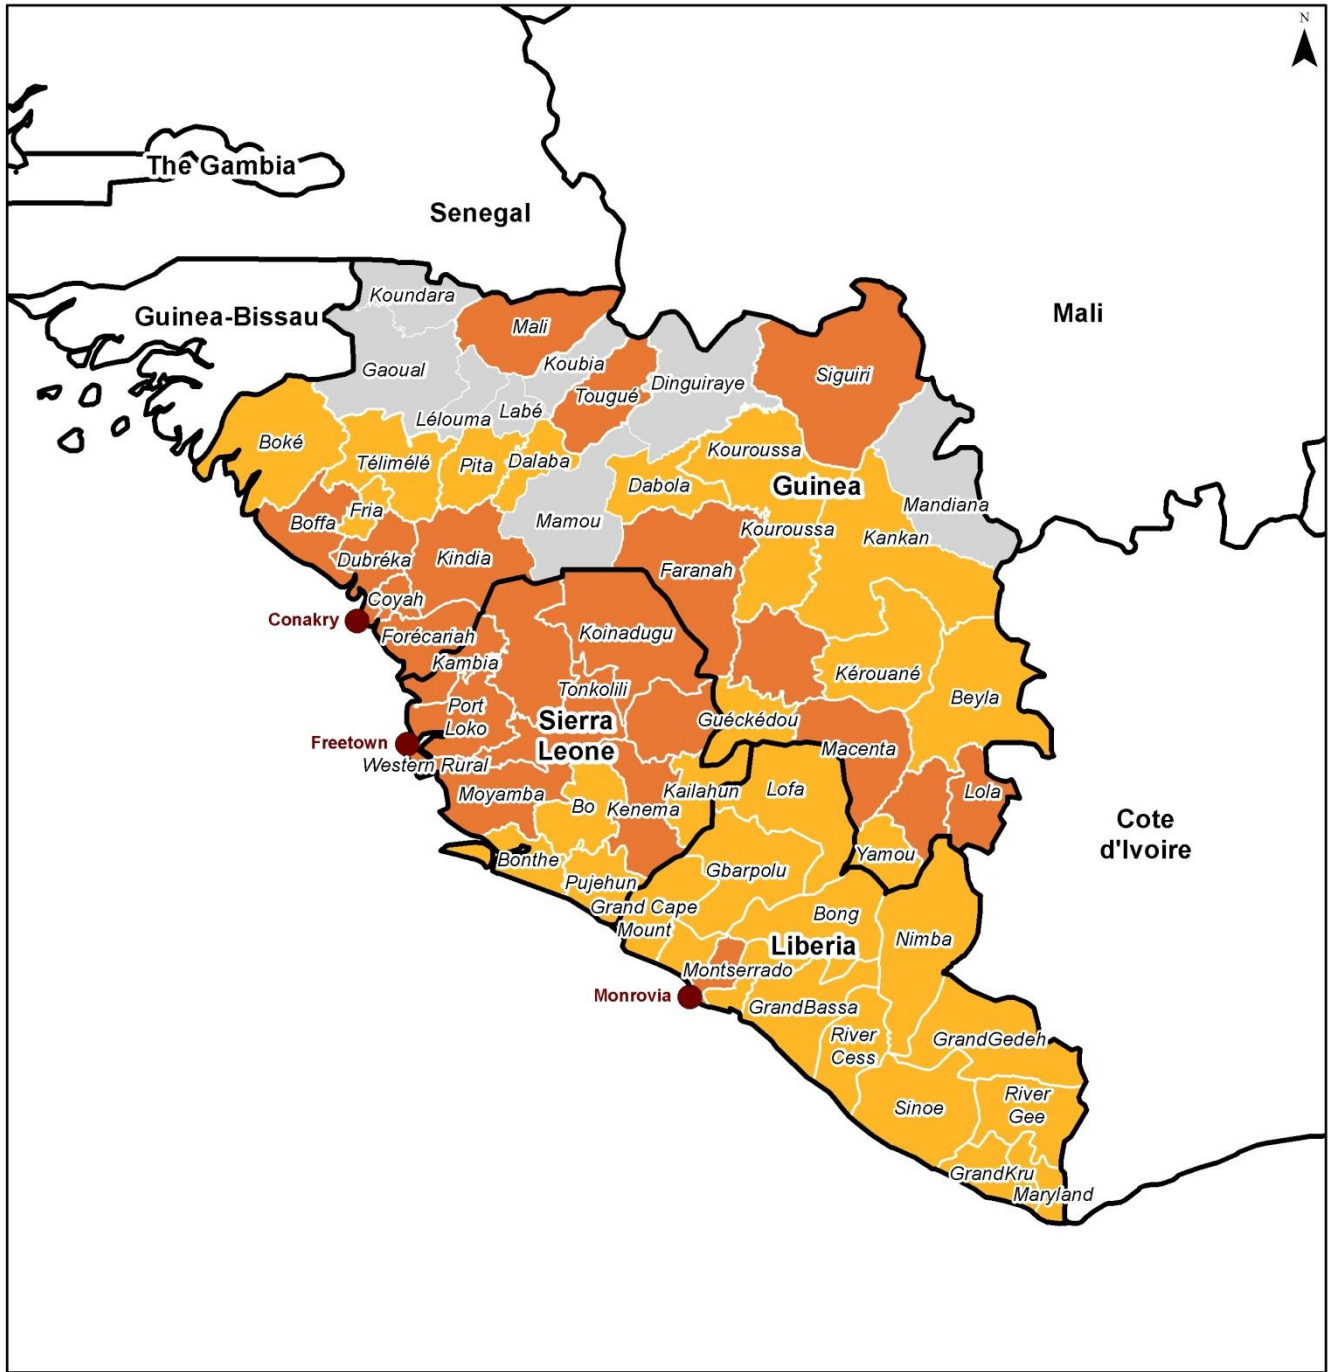 N
The Gambia
Senegal
Guinea-Bissau
Mali
Koundara
Mali
Gaoual
Koubia
Tougué
Dinguiraye
Siguiri
Lélouma
Labé
Boké
Télimélé
Pita
Dalaba
Kouroussa
Dabola
Guinea
Mandiana
Boffa
Fria
Mamou
Kouroussa
Kankan
Dubréka
Kindia
Faranah
Coyah
Conakry
Forécariah
Koinadugu
Kambia
Kérouané
Tonkolili
Beyla
Port
Loko
Sierra
Leone
Guéckédou
Freetown
Macenta
Western Rural
Moyamba
Bo
Kenema
Kailahun
Lofa
Lola
Cote
d'Ivoire
Bonthe
Yamou
Pujehun
Gbarpolu
Grand Cape
Mount
Bong
Liberia
Nimba
Montserrado
Monrovia
GrandBassa
River
Cess
GrandGedeh
Sinoe
River
Gee
GrandKru
Maryland